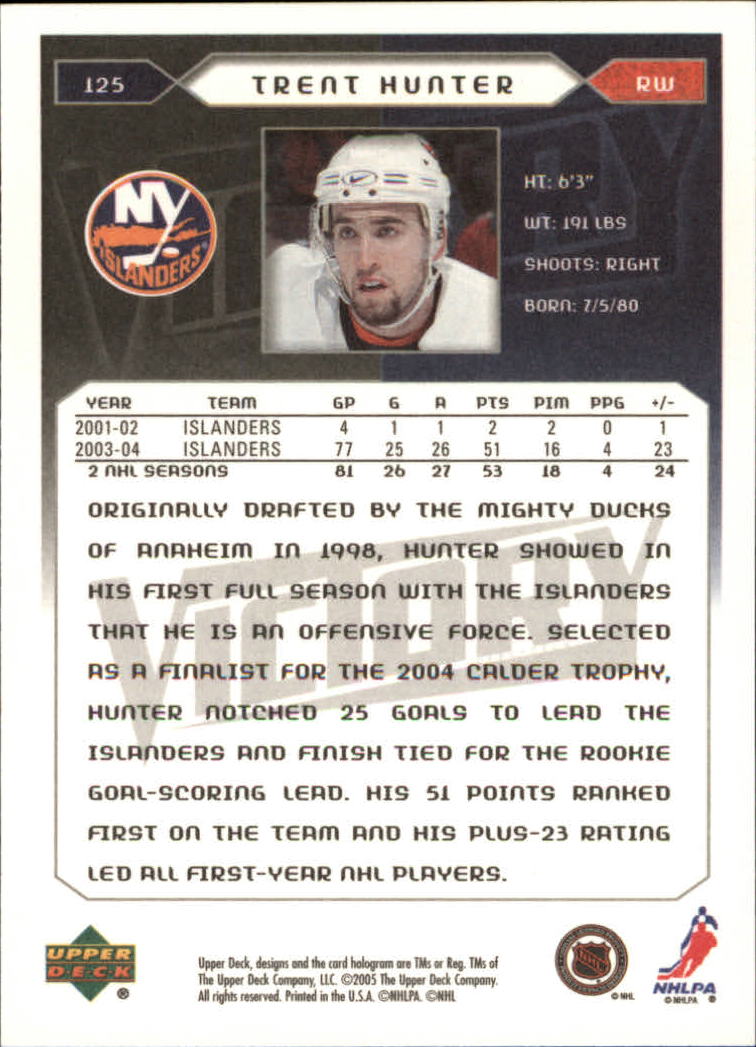 125
TRENT HUNTER
RW
NY
ISLANDERS
HT: 6'3"
WT: 191 LBS
SHOOTS: RIGHT
BORN: 7/5/80
YEAR TEAM GP G A PTS PIM PPG +/-
2001-02 ISLANDERS 4 1 1 2 2 0 1
2003-04 ISLANDERS 77 25 26 51 16 4 23
2 NHL SEASONS 81 26 27 53 18 4 24
VICTORY
ORIGINALLY DRAFTED BY THE MIGHTY DUCKS
OF ANAHEIM IN 1998, HUNTER SHOWED IN
HIS FIRST FULL SEASON WITH THE ISLANDERS
THAT HE IS AN OFFENSIVE FORCE. SELECTED
AS A FINALIST FOR THE 2004 CALDER TROPHY,
HUNTER NOTCHED 25 GOALS TO LEAD THE
ISLANDERS AND FINISH TIED FOR THE ROOKIE
GOAL-SCORING LEAD. HIS 51 POINTS RANKED
FIRST ON THE TEAM AND HIS PLUS-23 RATING
LED ALL FIRST-YEAR NHL PLAYERS.
UPPER
DECK
®
Upper Deck, designs and the card hologram are TMs or Reg. TMs of
The Upper Deck Company, LLC. ©2005 The Upper Deck Company.
All rights reserved. Printed in the U.S.A. ©NHLPA. ©NHL
NHL
© NHL
NHLPA
© NHLPA ®